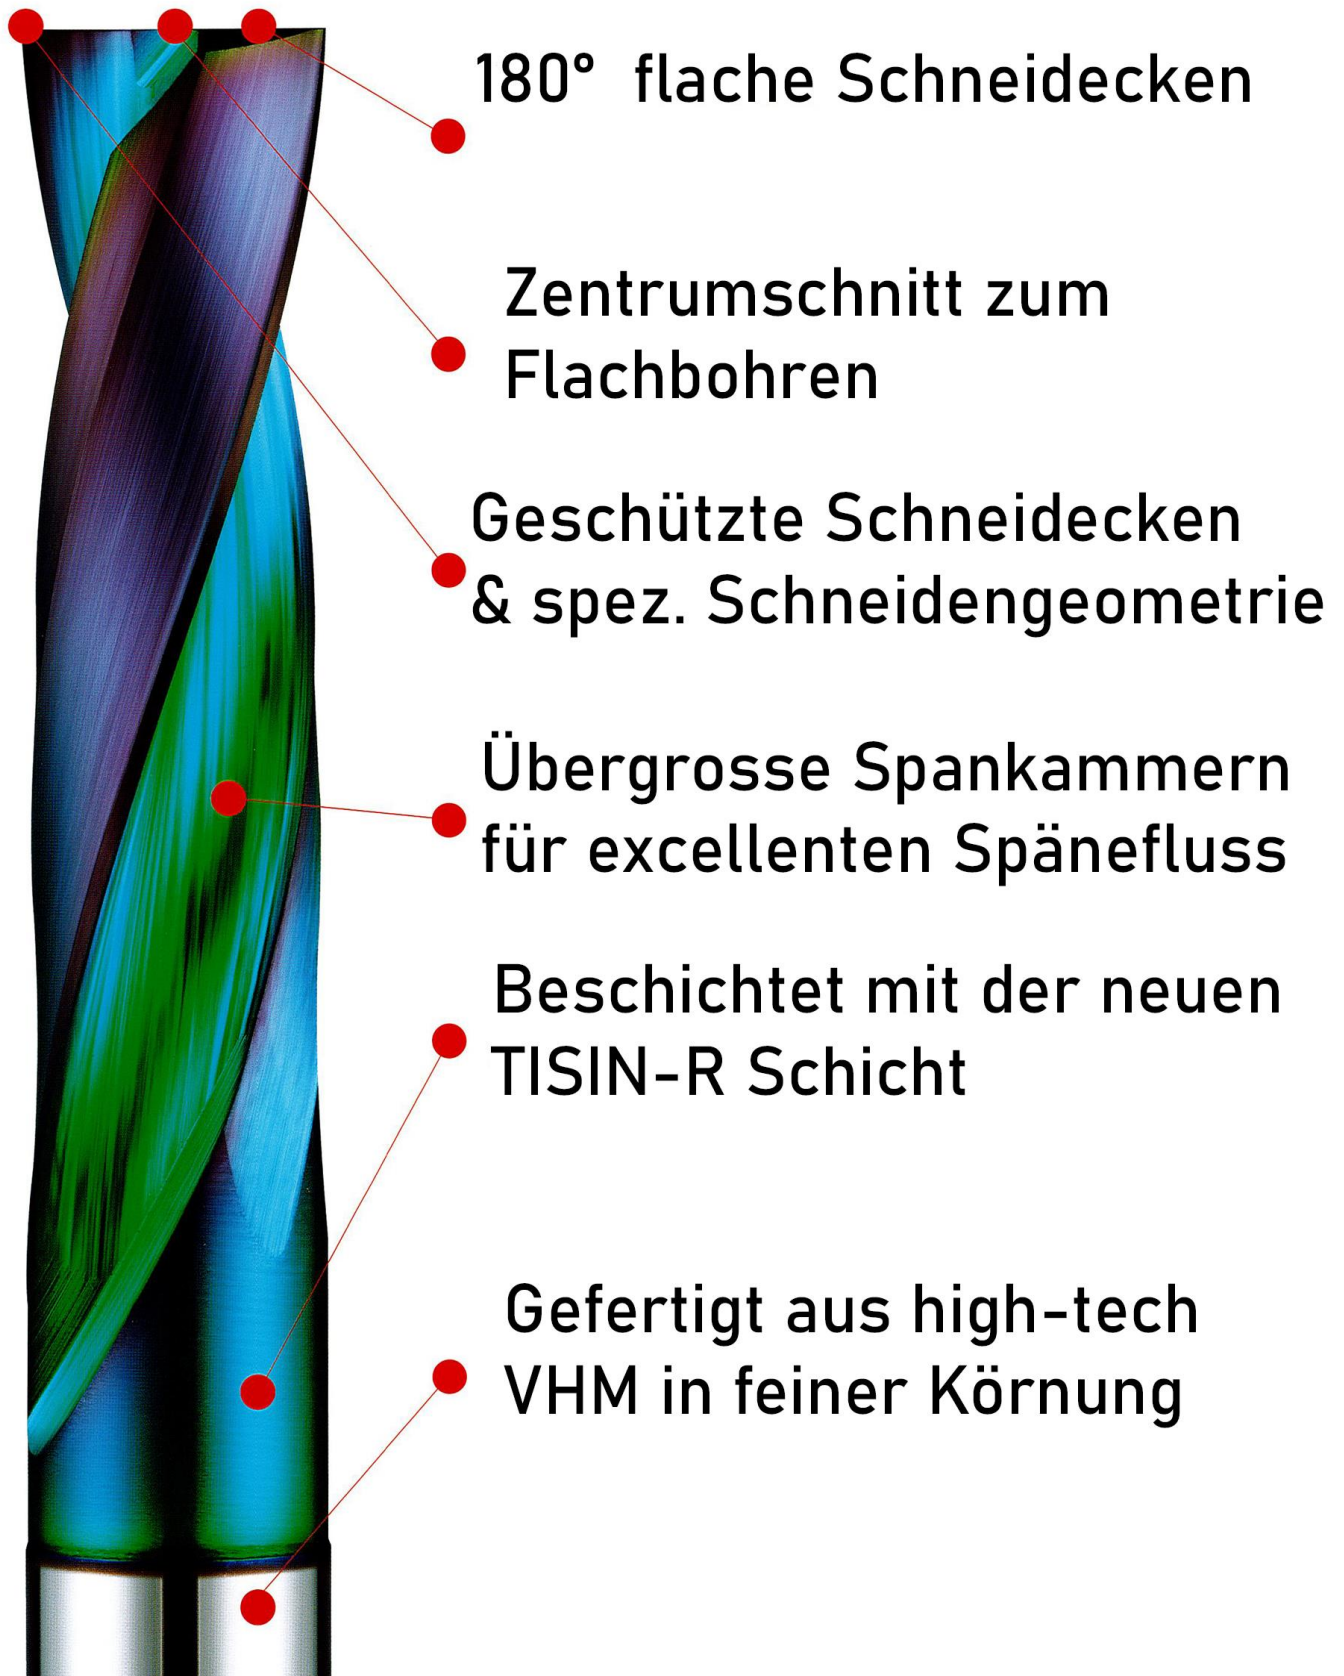 180° flache Schneidecken
Zentrumschnitt zum
Flachbohren
Geschützte Schneidecken
& spez. Schneidengeometrie
Übergrosse Spankammern
für excellenten Spänefluss
Beschichtet mit der neuen
TISIN-R Schicht
Gefertigt aus high-tech
VHM in feiner Körnung